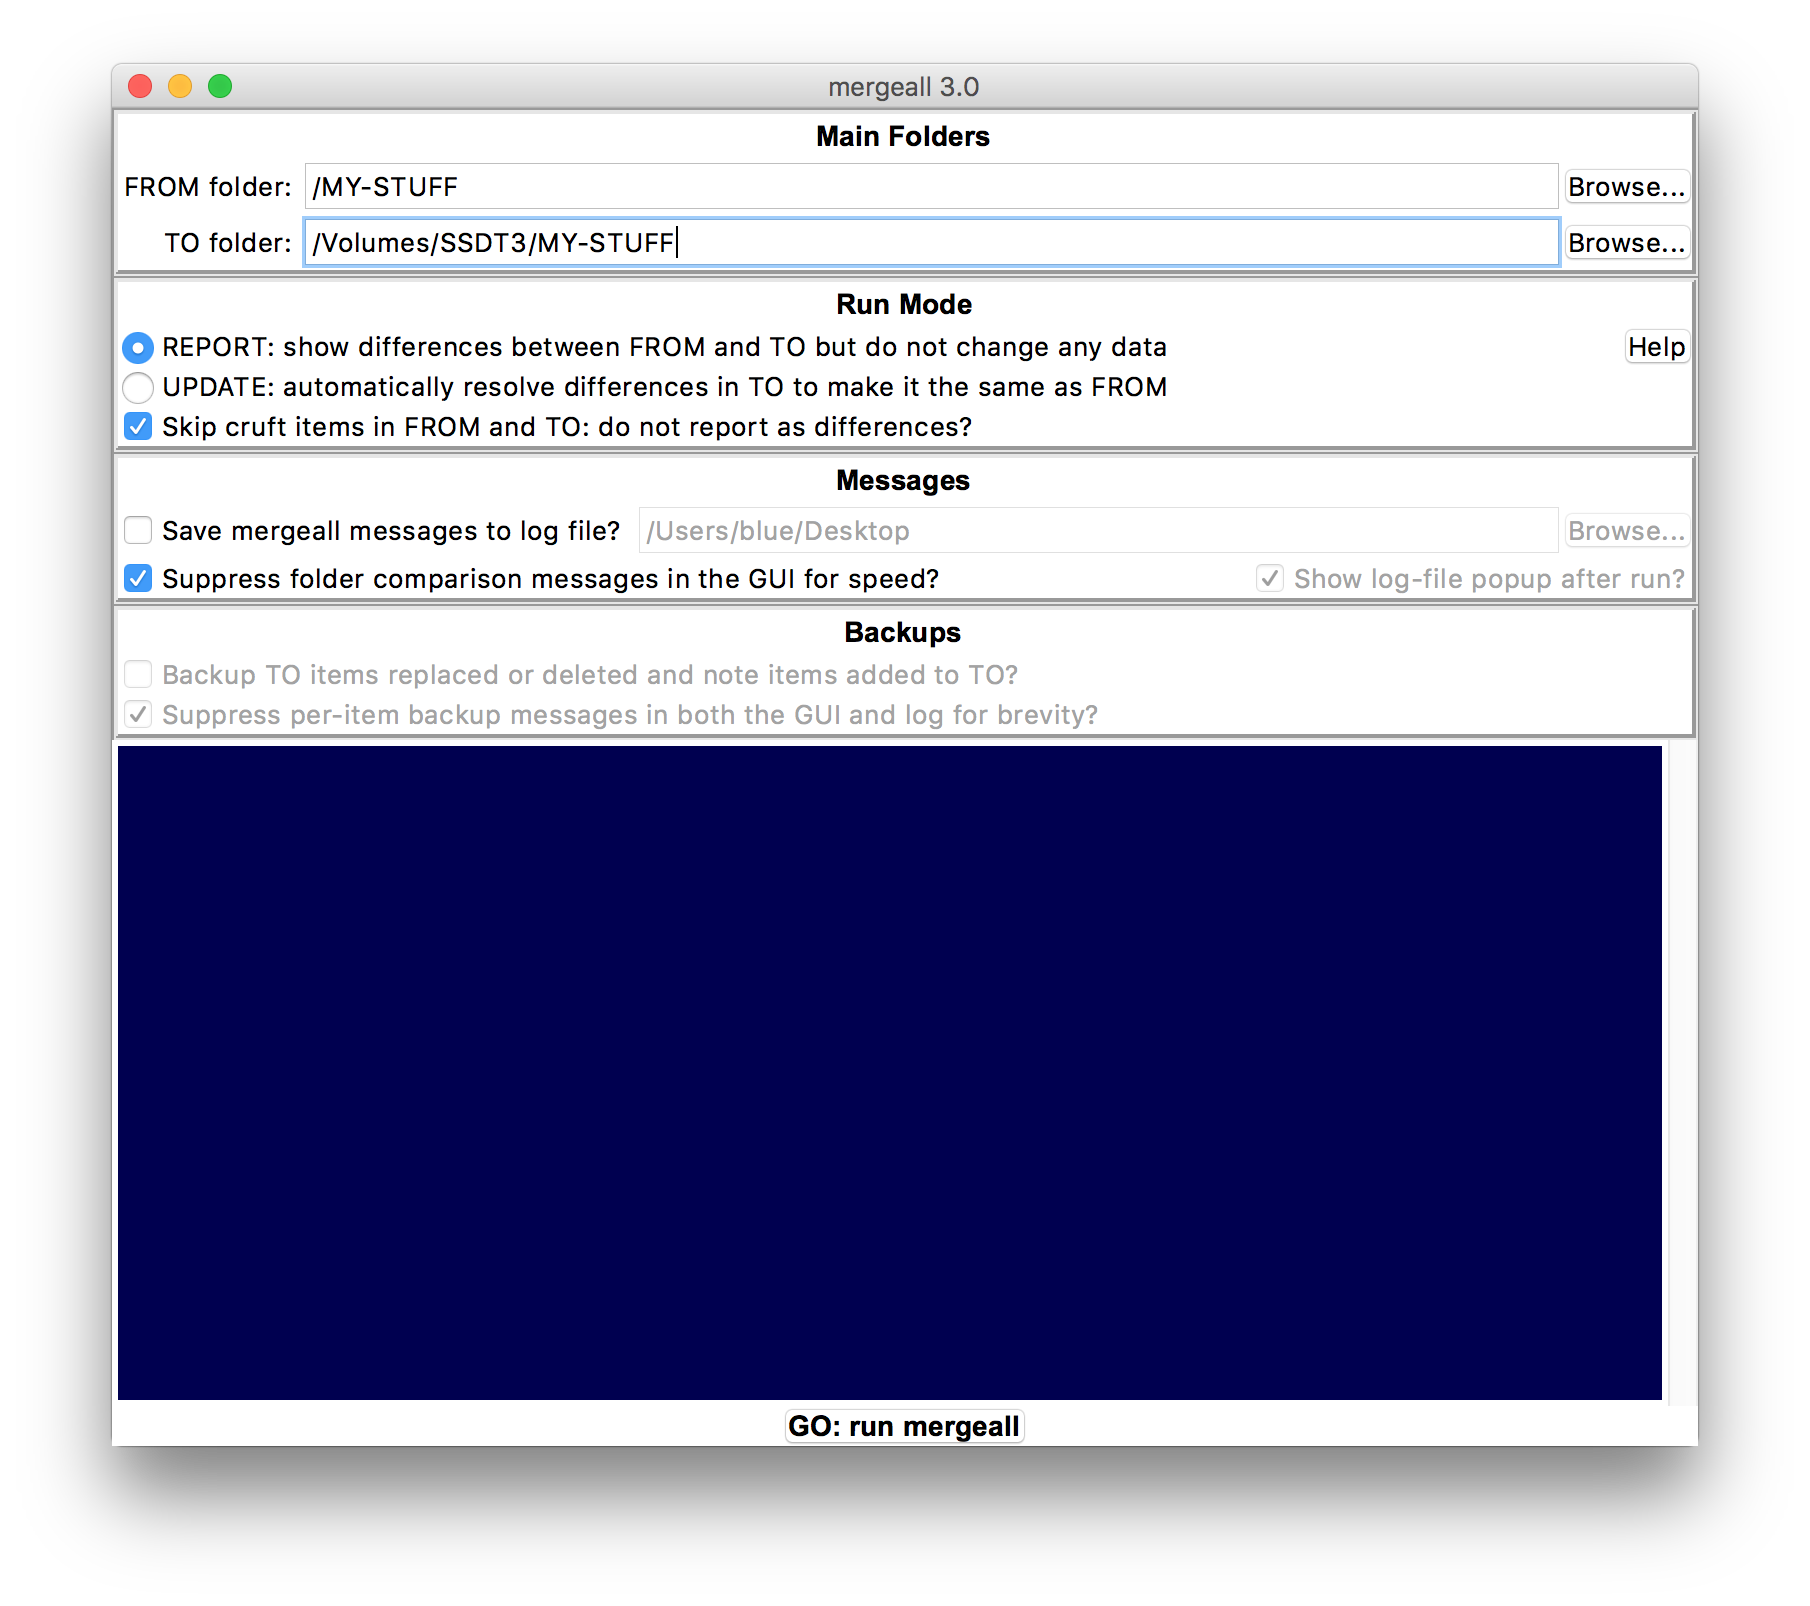 mergeall 3.0
Main Folders
FROM folder: /MY-STUFF Browse...
TO folder: /Volumes/SSDT3/MY-STUFF Browse...
Run Mode
REPORT: show differences between FROM and TO but do not change any data Help
UPDATE: automatically resolve differences in TO to make it the same as FROM
Skip cruft items in FROM and TO: do not report as differences?
Messages
Save mergeall messages to log file? /Users/blue/Desktop Browse...
Suppress folder comparison messages in the GUI for speed? Show log-file popup after run?
Backups
Backup TO items replaced or deleted and note items added to TO?
Suppress per-item backup messages in both the GUI and log for brevity?
GO: run mergeall